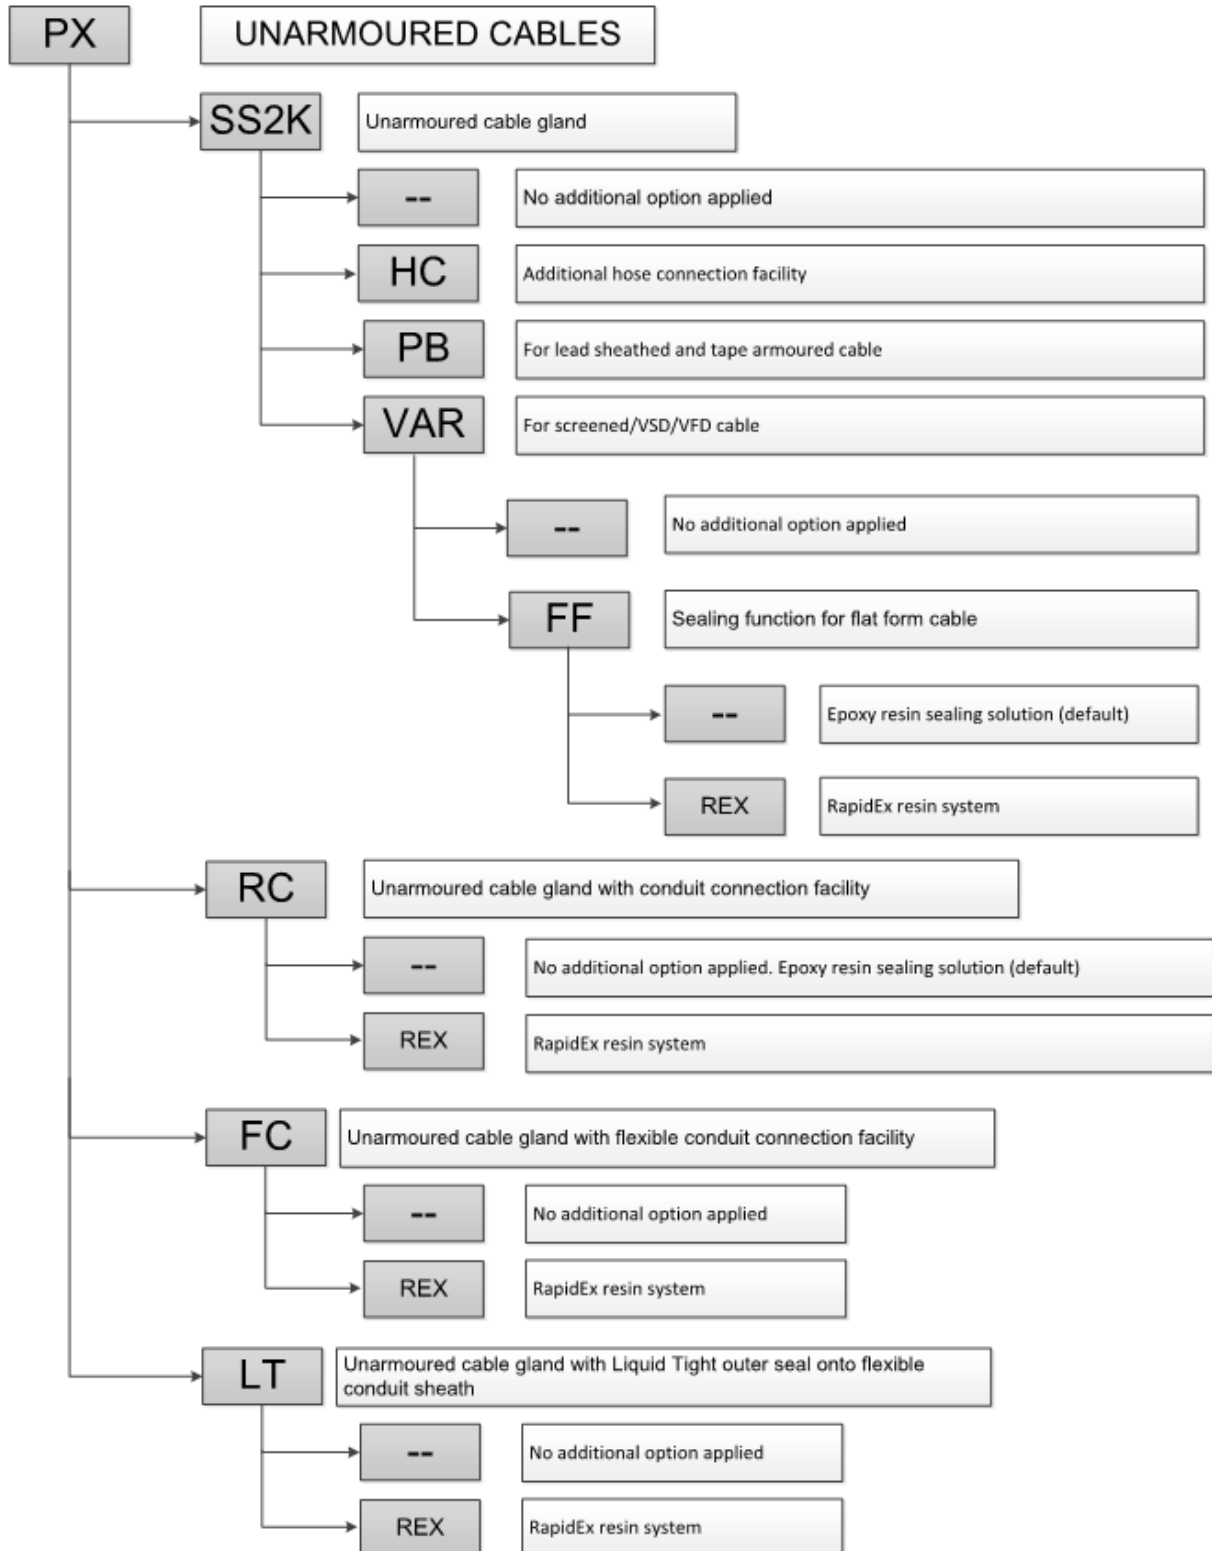 PX
UNARMOURED CABLES
SS2K
Unarmoured cable gland
--
No additional option applied
HC
Additional hose connection facility
PB
For lead sheathed and tape armoured cable
VAR
For screened/VSD/VFD cable
--
No additional option applied
FF
Sealing function for flat form cable
--
Epoxy resin sealing solution (default)
REX
RapidEx resin system
RC
Unarmoured cable gland with conduit connection facility
--
No additional option applied. Epoxy resin sealing solution (default)
REX
RapidEx resin system
FC
Unarmoured cable gland with flexible conduit connection facility
--
No additional option applied
REX
RapidEx resin system
LT
Unarmoured cable gland with Liquid Tight outer seal onto flexible
conduit sheath
--
No additional option applied
REX
RapidEx resin system